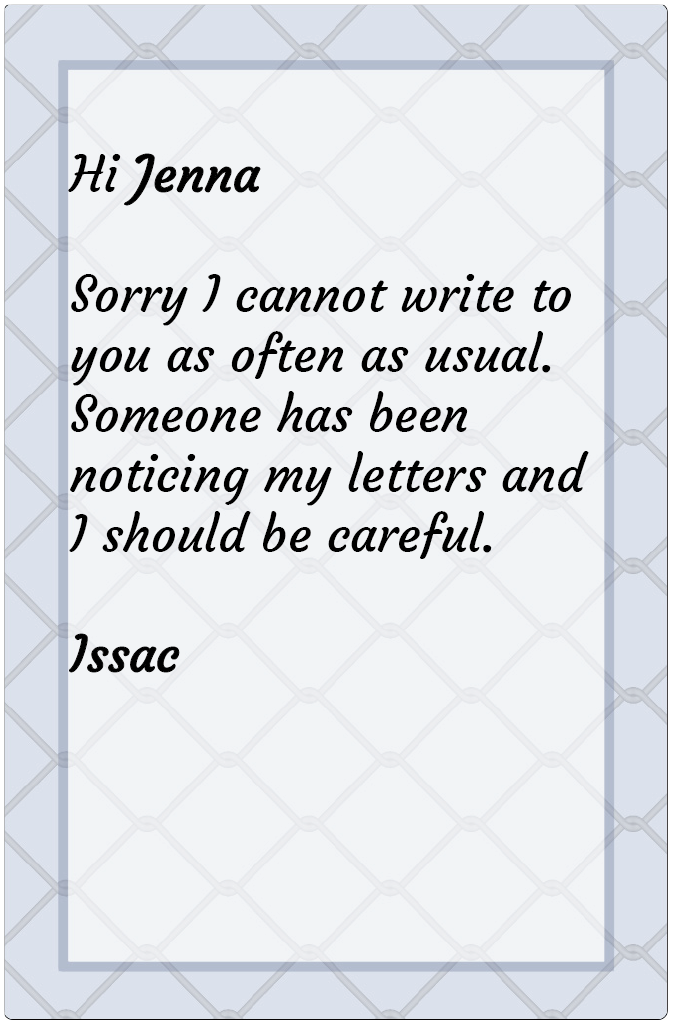 Hi Jenna
Sorry I cannot write to
you as often as usual.
Someone has been
noticing my letters and
I should be careful.
Issac